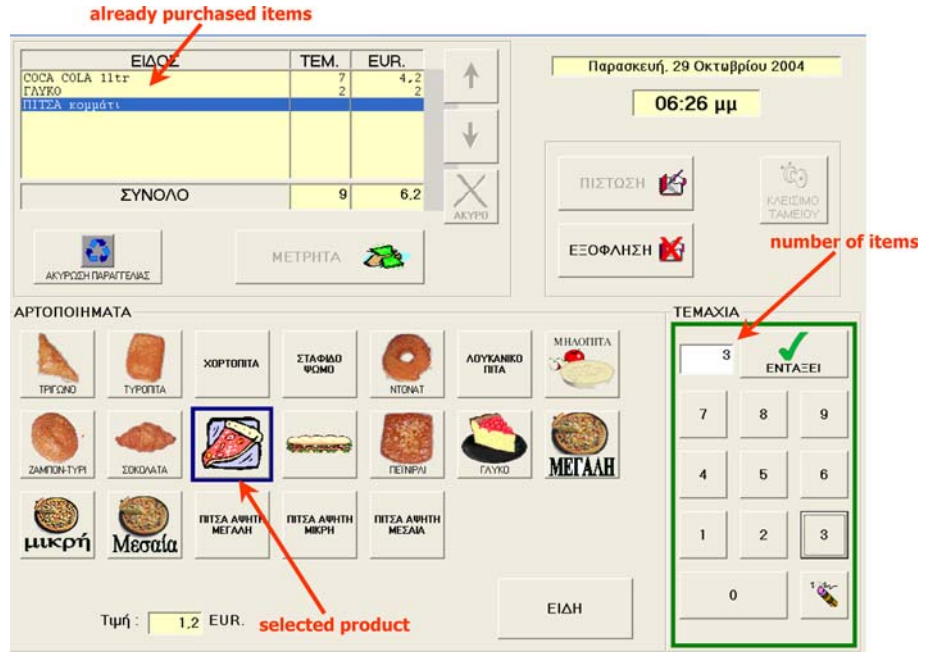 already purchased items
ΕΙΔΟΣ ΤΕΜ. EUR.
COCA COLA 11tr 7 4,2
ΓΛΥΚΟ 2 2
ΠΙΤΣΑ κομμάτι
ΣΥΝΟΛΟ 9 6,2
ΑΚΥΡΟ
ΑΚΥΡΩΣΗ ΠΑΡΑΓΓΕΛΙΑΣ
ΜΕΤΡΗΤΑ
Παρασκευή, 29 Οκτωβρίου 2004
06:26 μμ
ΠΙΣΤΩΣΗ
ΚΛΕΙΣΙΜΟ
ΤΑΜΕΙΟΥ
ΕΞΟΦΛΗΣΗ
number of items
ΑΡΤΟΠΟΙΗΜΑΤΑ
ΤΡΙΓΩΝΟ
ΤΥΡΟΠΙΤΑ
ΧΟΡΤΟΠΙΤΑ
ΣΤΑΦΙΔΟ
ΨΩΜΟ
ΝΤΟΝΑΤ
ΛΟΥΚΑΝΙΚΟ
ΠΙΤΑ
ΜΗΛΟΠΙΤΑ
ΖΑΜΠΟΝ-ΤΥΡΙ
ΣΟΚΟΛΑΤΑ
ΠΕΪΝΙΡΛΙ
ΓΛΥΚΟ
ΜΕΓΑΛΗ
μικρή
Μεσαία
ΠΙΤΣΑ ΑΨΗΤΗ
ΜΕΓΑΛΗ
ΠΙΤΣΑ ΑΨΗΤΗ
ΜΙΚΡΗ
ΠΙΤΣΑ ΑΨΗΤΗ
ΜΕΣΑΙΑ
Τιμή : 1,2 EUR.
selected product
ΕΙΔΗ
ΤΕΜΑΧΙΑ
3 ΕΝΤΑΞΕΙ
7 8 9
4 5 6
1 2 3
0